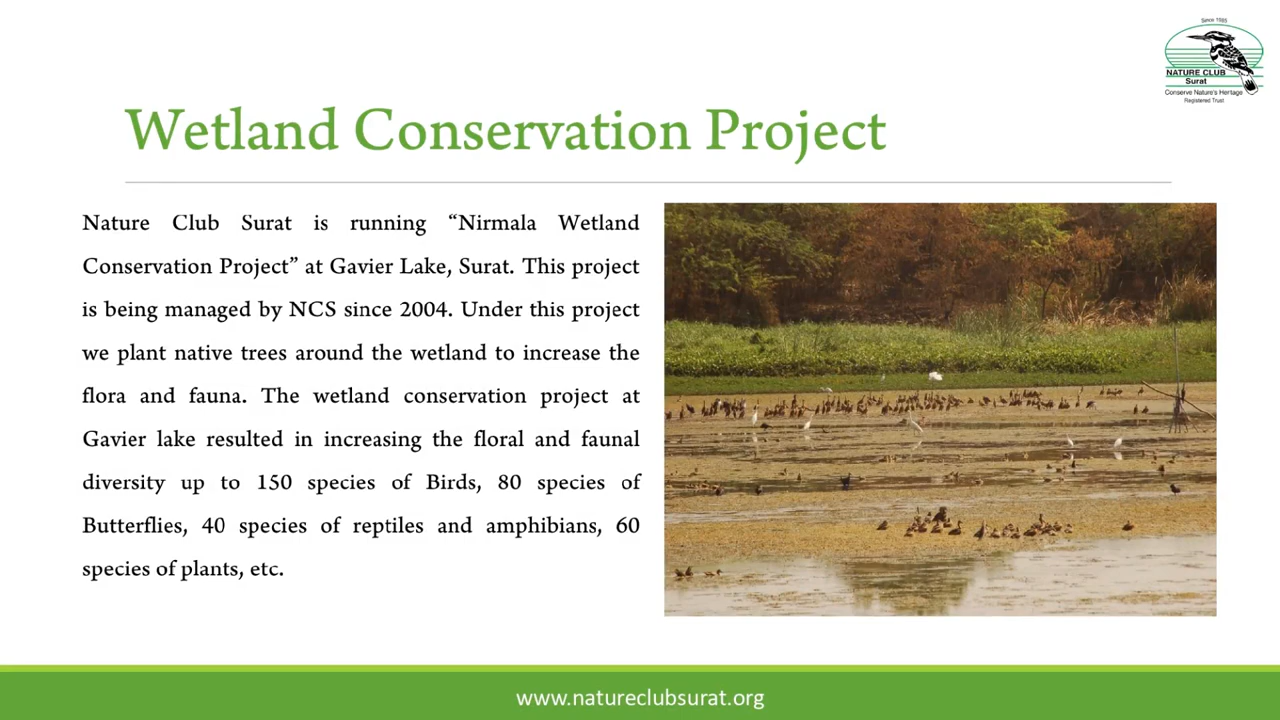 Since 1985
NATURE CLUB
Surat
Conserve Nature's Heritage
Registered Trust
Wetland Conservation Project
Nature Club Surat is running “Nirmala Wetland
Conservation Project” at Gavier Lake, Surat. This project
is being managed by NCS since 2004. Under this project
we plant native trees around the wetland to increase the
flora and fauna. The wetland conservation project at
Gavier lake resulted in increasing the floral and faunal
diversity up to 150 species of Birds, 80 species of
Butterflies, 40 species of reptiles and amphibians, 60
species of plants, etc.
www.natureclubsurat.org